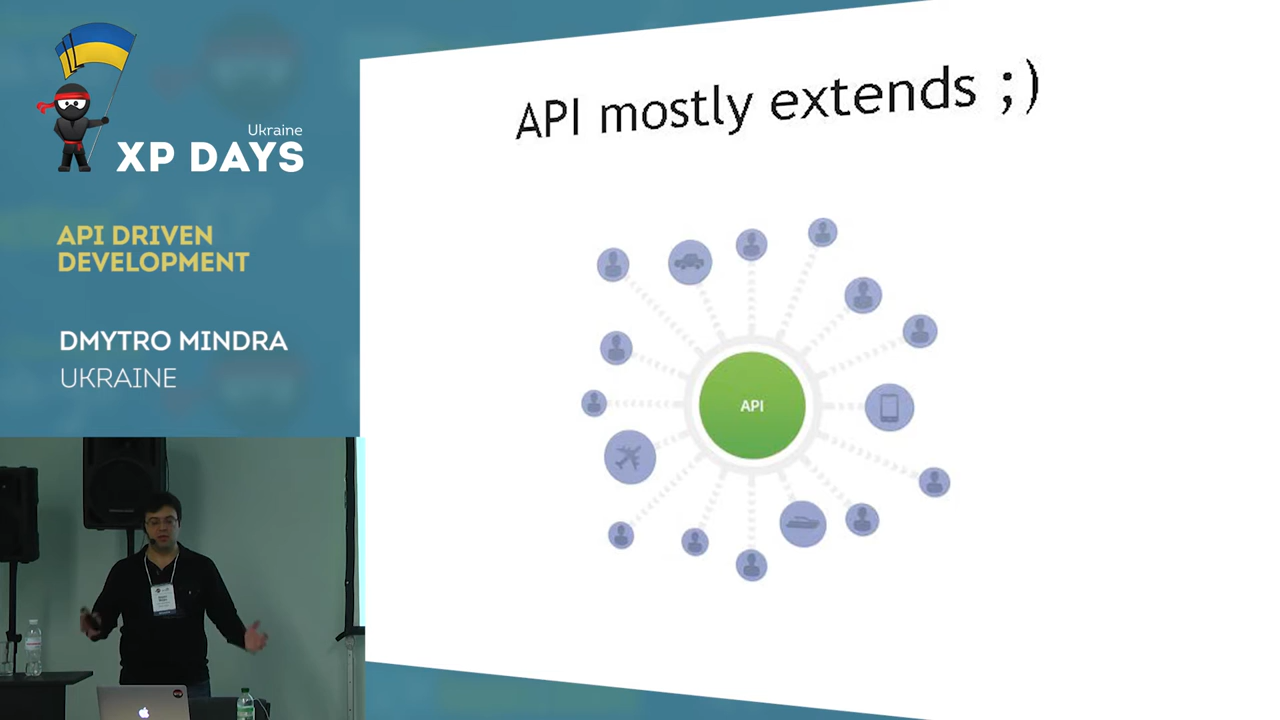 Ukraine
XP DAYS
API DRIVEN
DEVELOPMENT
DMYTRO MINDRA
UKRAINE
API mostly extends ;)
API